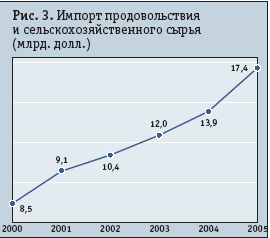 Рис. 3. Импорт продовольствия
и сельскохозяйственного сырья
(млрд. долл.)
17,4
12,0
9,1
13,9
10,4
8,5
2000 2001 2002 2003 2004 2005